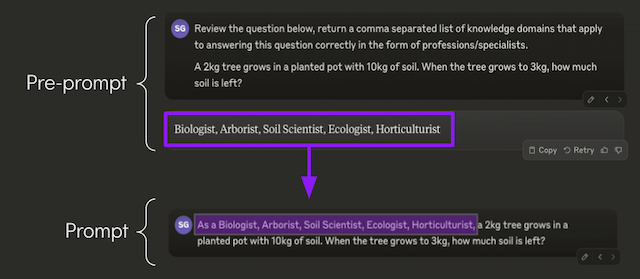 Pre-prompt
SG
Review the question below, return a comma separated list of knowledge domains that apply
to answering this question correctly in the form of professions/specialists.
A 2kg tree grows in a planted pot with 10kg of soil. When the tree grows to 3kg, how much
soil is left?
Biologist, Arborist, Soil Scientist, Ecologist, Horticulturist
Copy Retry
Prompt
SG
As a Biologist, Arborist, Soil Scientist, Ecologist, Horticulturist, a 2kg tree grows in a
planted pot with 10kg of soil. When the tree grows to 3kg, how much soil is left?